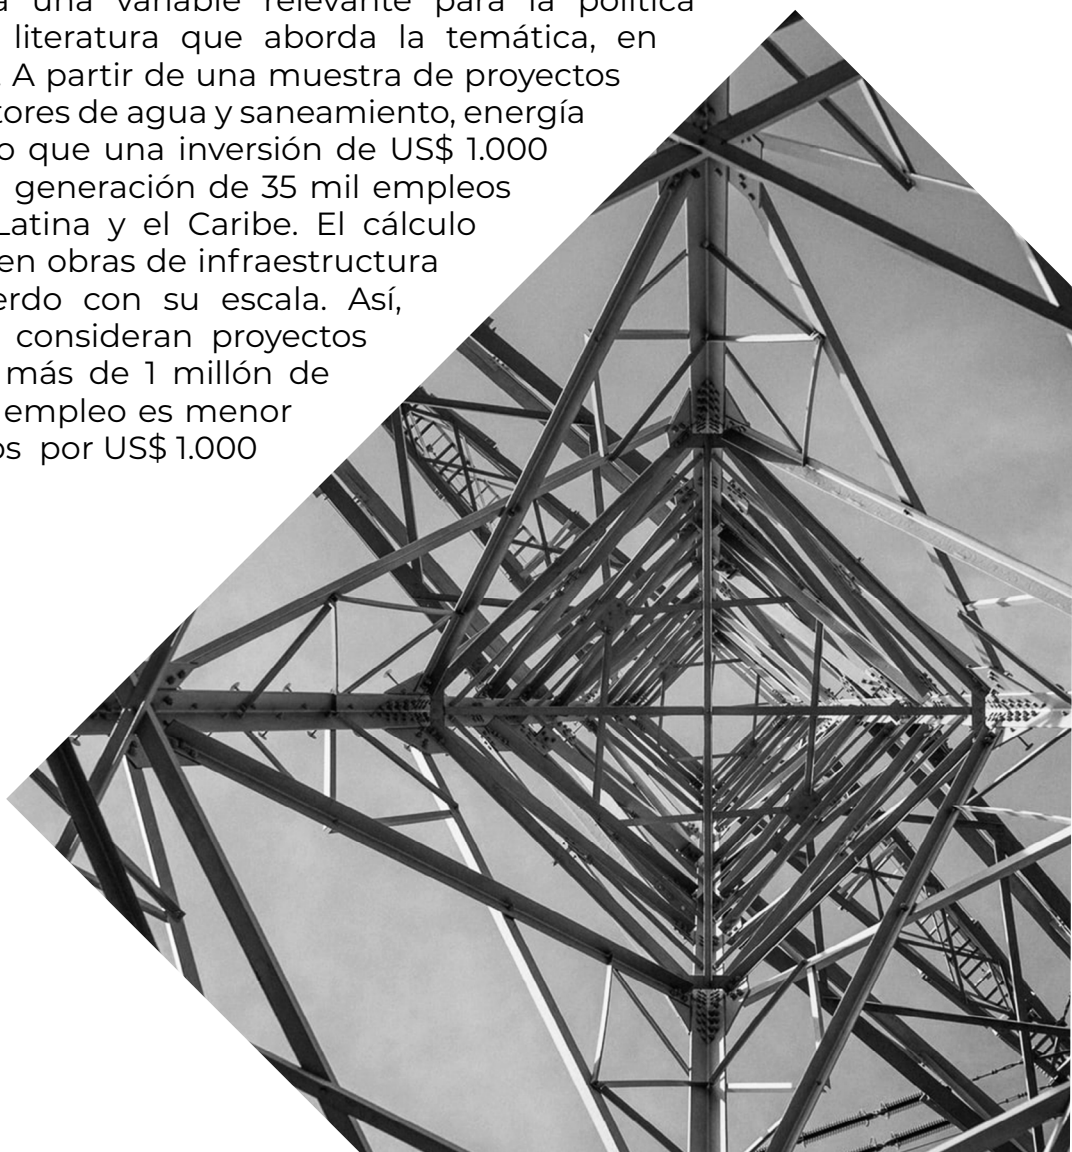 una variable relevante para la política
literatura que aborda la temática, en
. A partir de una muestra de proyectos
tores de agua y saneamiento, energía
o que una inversión de US$ 1.000
generación de 35 mil empleos
Latina y el Caribe. El cálculo
en obras de infraestructura
erdo con su escala. Así,
consideran proyectos
más de 1 millón de
empleo es menor
os por US$ 1.000